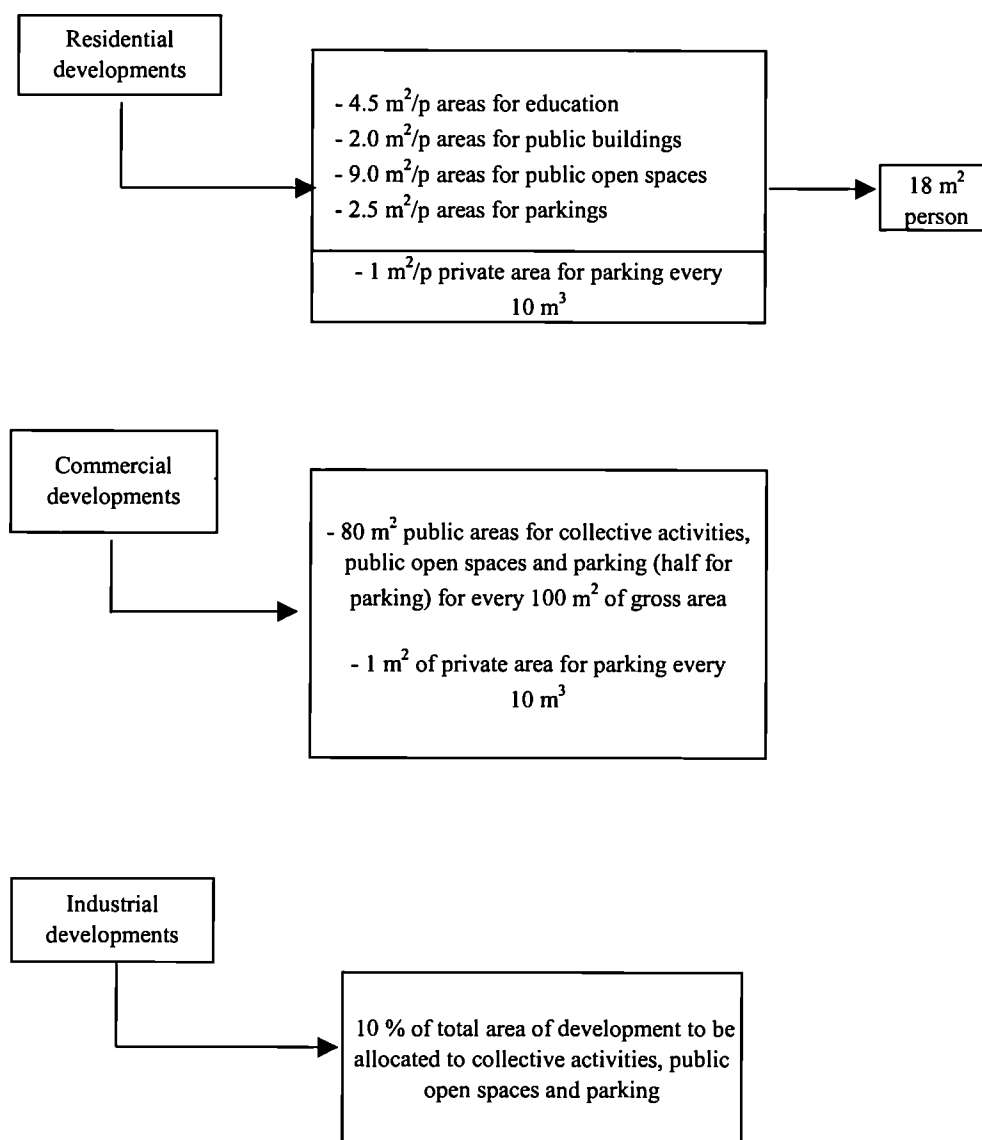 Residential
developments
- 4.5 m²/p areas for education
- 2.0 m²/p areas for public buildings
- 9.0 m²/p areas for public open spaces
- 2.5 m²/p areas for parkings
18 m²
person
- 1 m²/p private area for parking every
10 m³
Commercial
developments
- 80 m² public areas for collective activities,
public open spaces and parking (half for
parking) for every 100 m² of gross area
- 1 m² of private area for parking every
10 m³
Industrial
developments
10 % of total area of development to be
allocated to collective activities, public
open spaces and parking